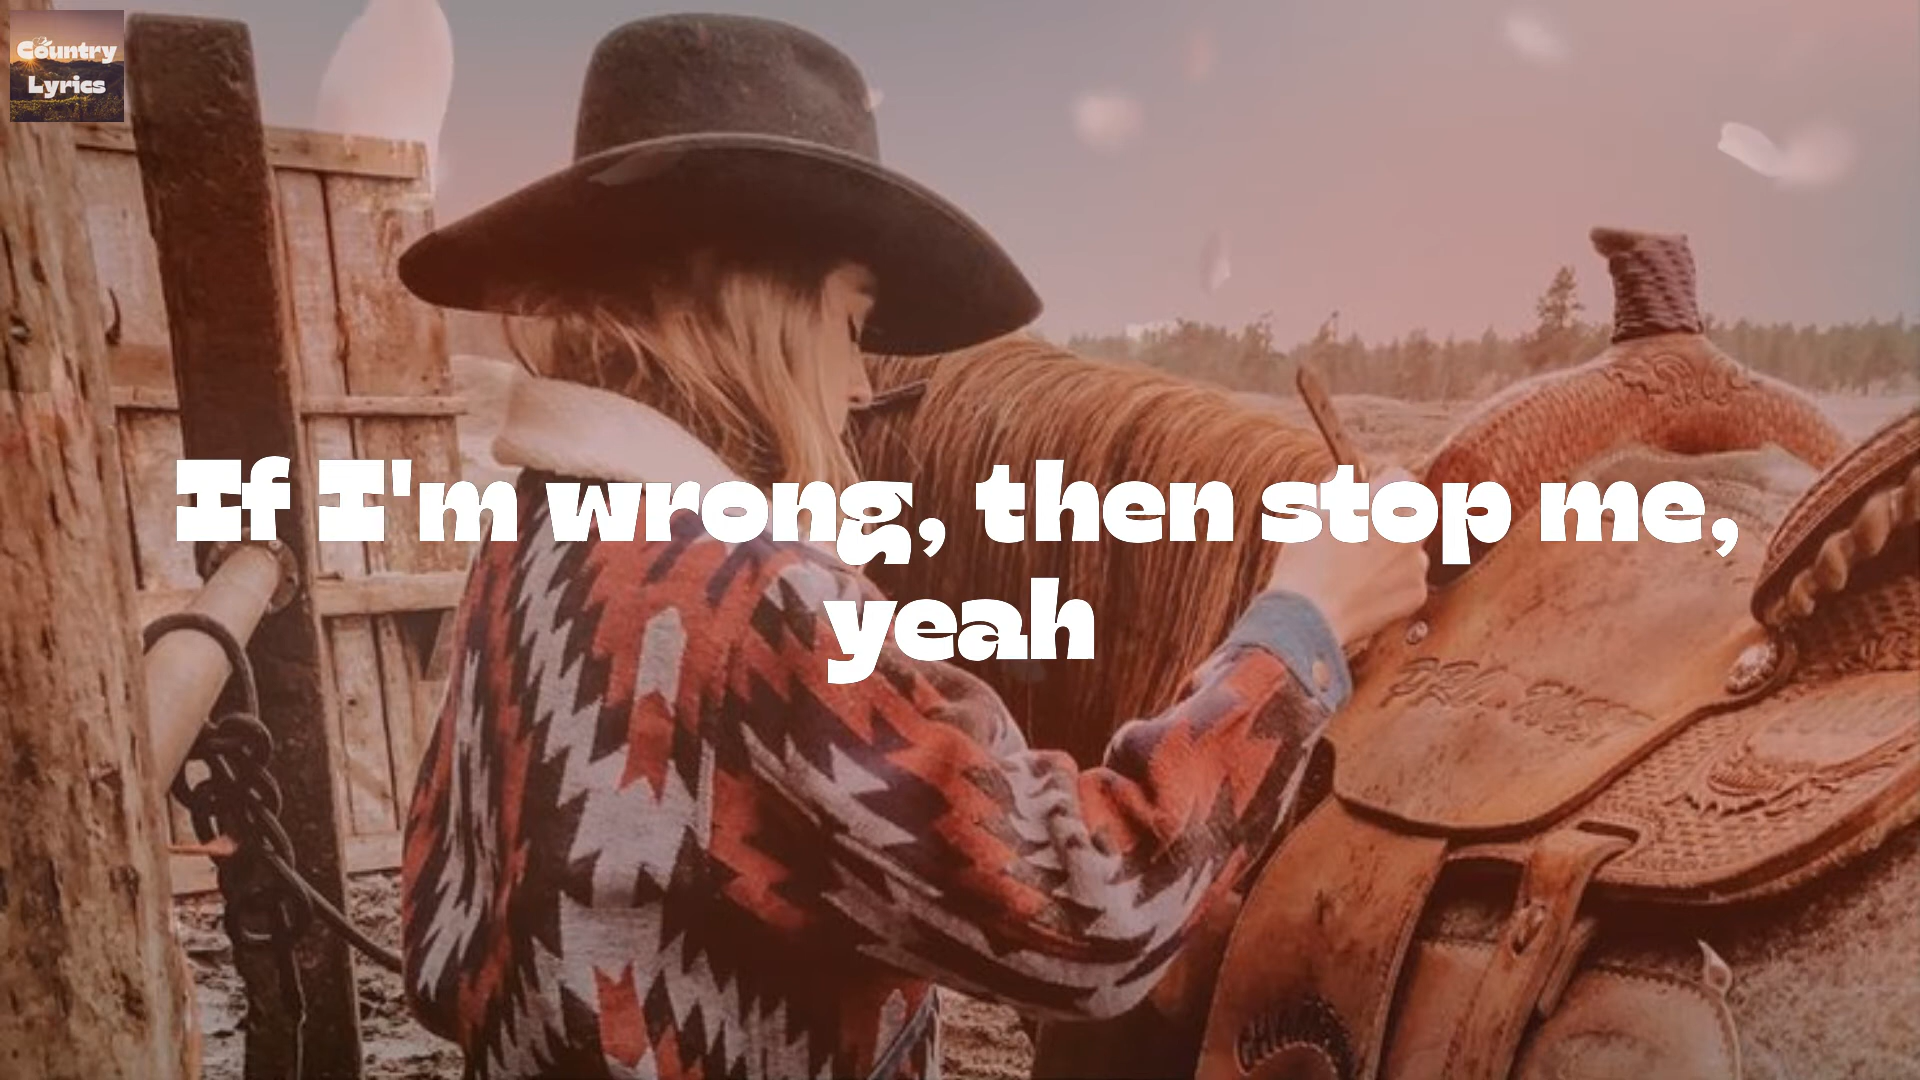 Country
Lyrics
If I'm wrong, then stop me,
yeah